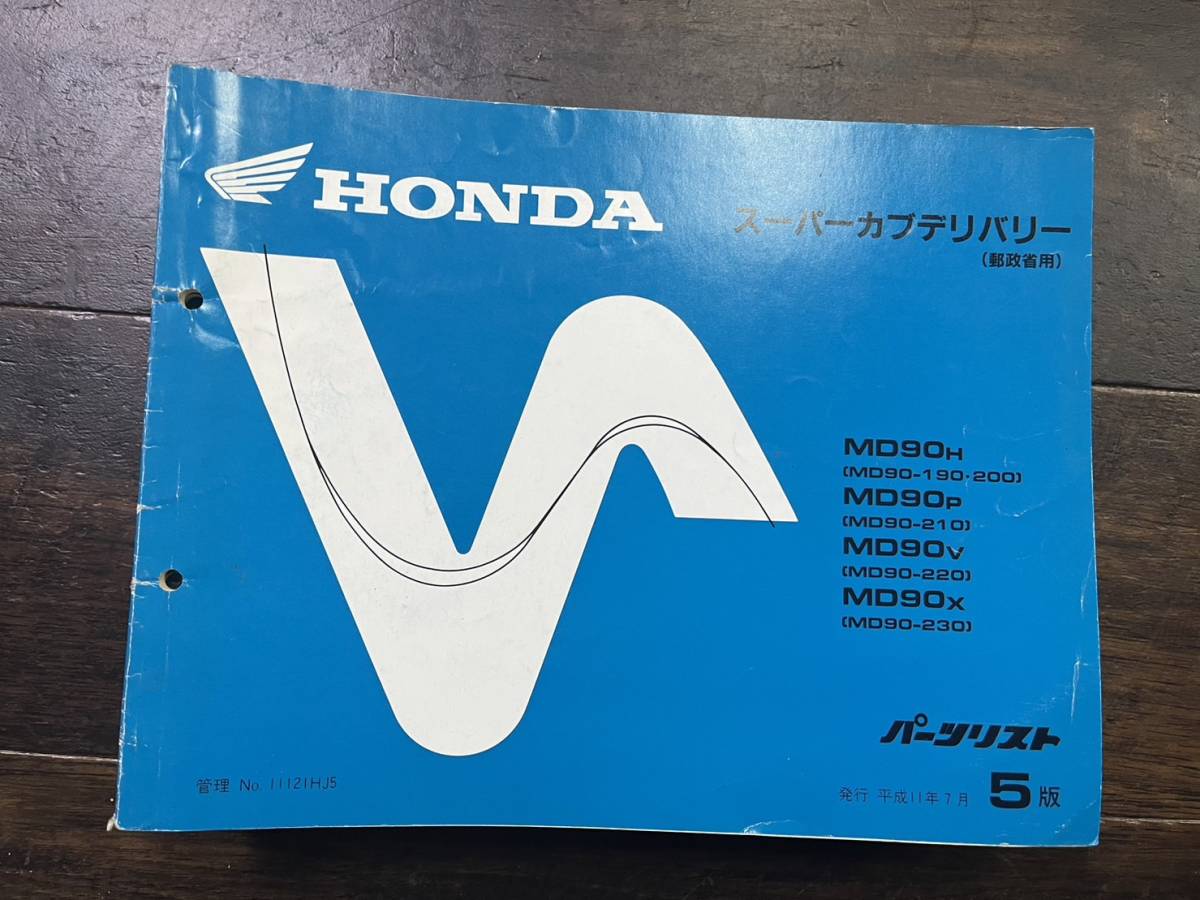 HONDA
スーパーカブデリバリー
(郵政省用)
MD90H
(MD90-190·200)
MD90P
(MD90-210)
MD90V
(MD90-220)
MD90X
(MD90-230)
パーツリスト
管理 No. 11121HJ5
発行 平成11年7月 5版